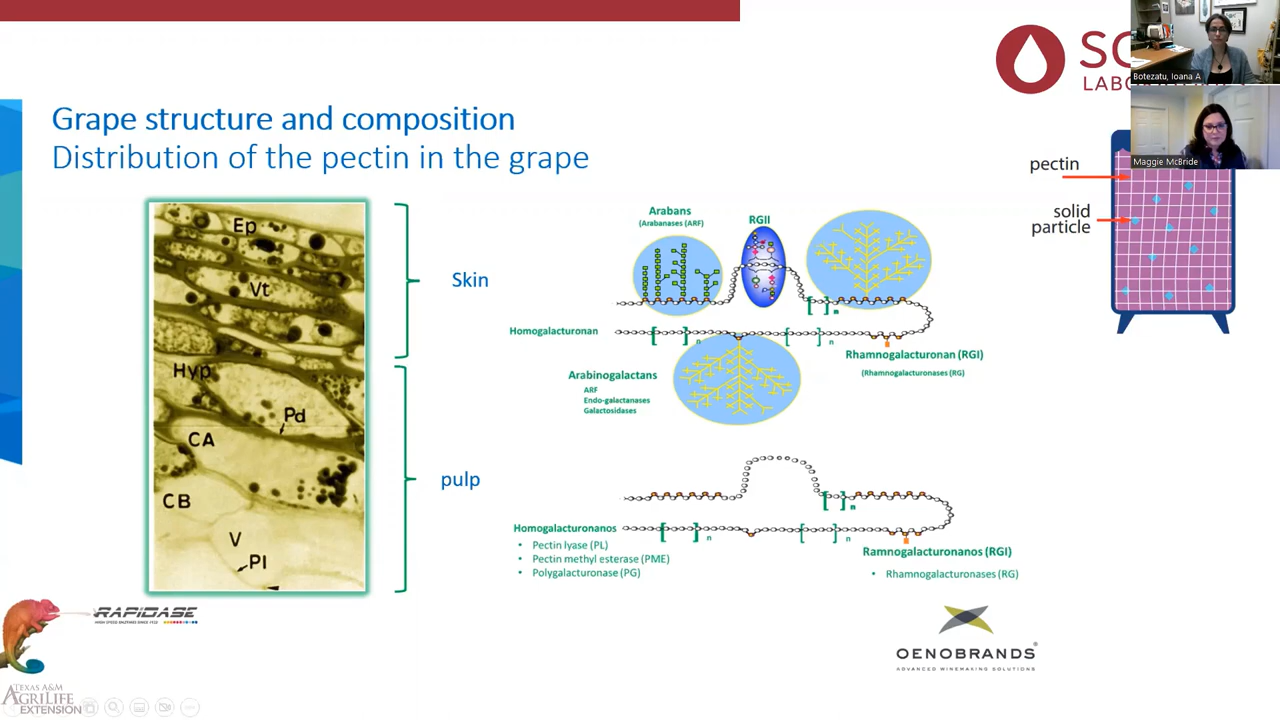 Grape structure and composition
Distribution of the pectin in the grape
Ep
Vt
Hyp
Pd
CA
CB
V
Pl
Skin
pulp
Arabans
(Arabanases (ARF)
RGII
n
Homogalacturonan
n
n
Rhamnogalacturonan (RGI)
(Rhamnogalacturonases (RG)
Arabinogalactans
ARF
Endo-galactanases
Galactosidases
n
Homogalacturonanos
n
n
• Pectin lyase (PL)
• Pectin methyl esterase (PME)
• Polygalacturonase (PG)
Ramnogalacturonanos (RGI)
• Rhamnogalacturonases (RG)
pectin
solid
particle
LAB
Botezatu, Ioana A
Maggie McBride
RAPIDASE
OENOBRANDS
ADVANCED WINEMAKING SOLUTIONS
TEXAS A&M
AGRILIFE
EXTENSION